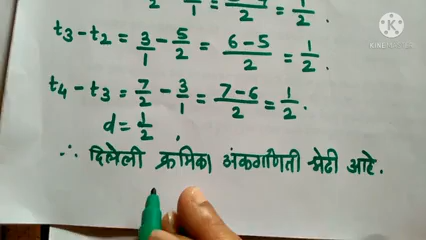 KINEMASTER
t₃ - t₂ = 3/1 - 5/2 = 6-5/2 = 1/2.
t₄ - t₃ = 7/2 - 3/1 = 7-6/2 = 1/2.
d = 1/2
∴ दिलेली क्रमिका अंकगणिती श्रेढी आहे.